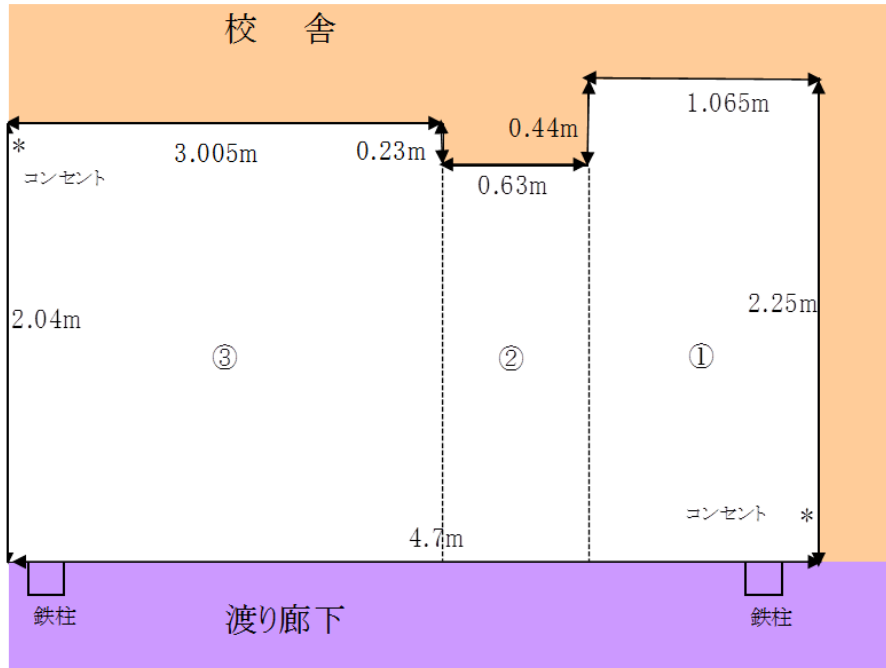 校 舎
1.065m
0.44m
3.005m
0.23m
*
コンセント
0.63m
2.04m
2.25m
③
②
①
コンセント *
4.7m
鉄柱
渡り廊下
鉄柱